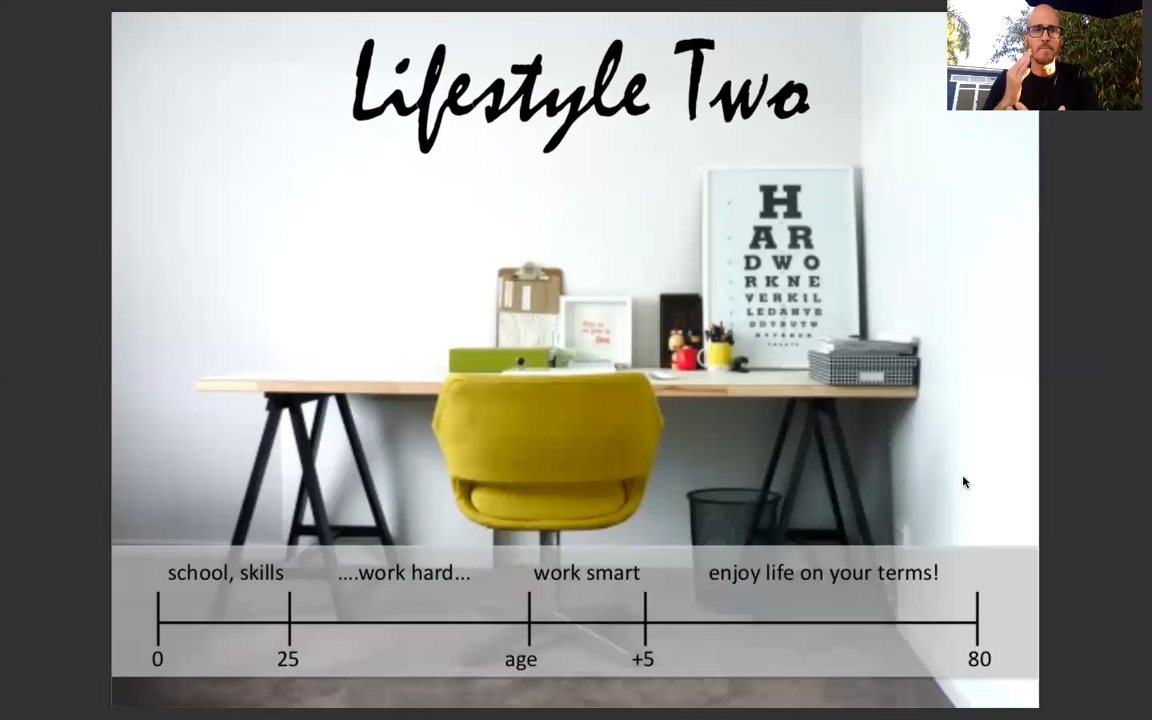 Lifestyle Two
H
AR
DWO
RKNE
VERKIL
LEDANYB
school, skills ....work hard... work smart enjoy life on your terms!
0 25 age +5 80